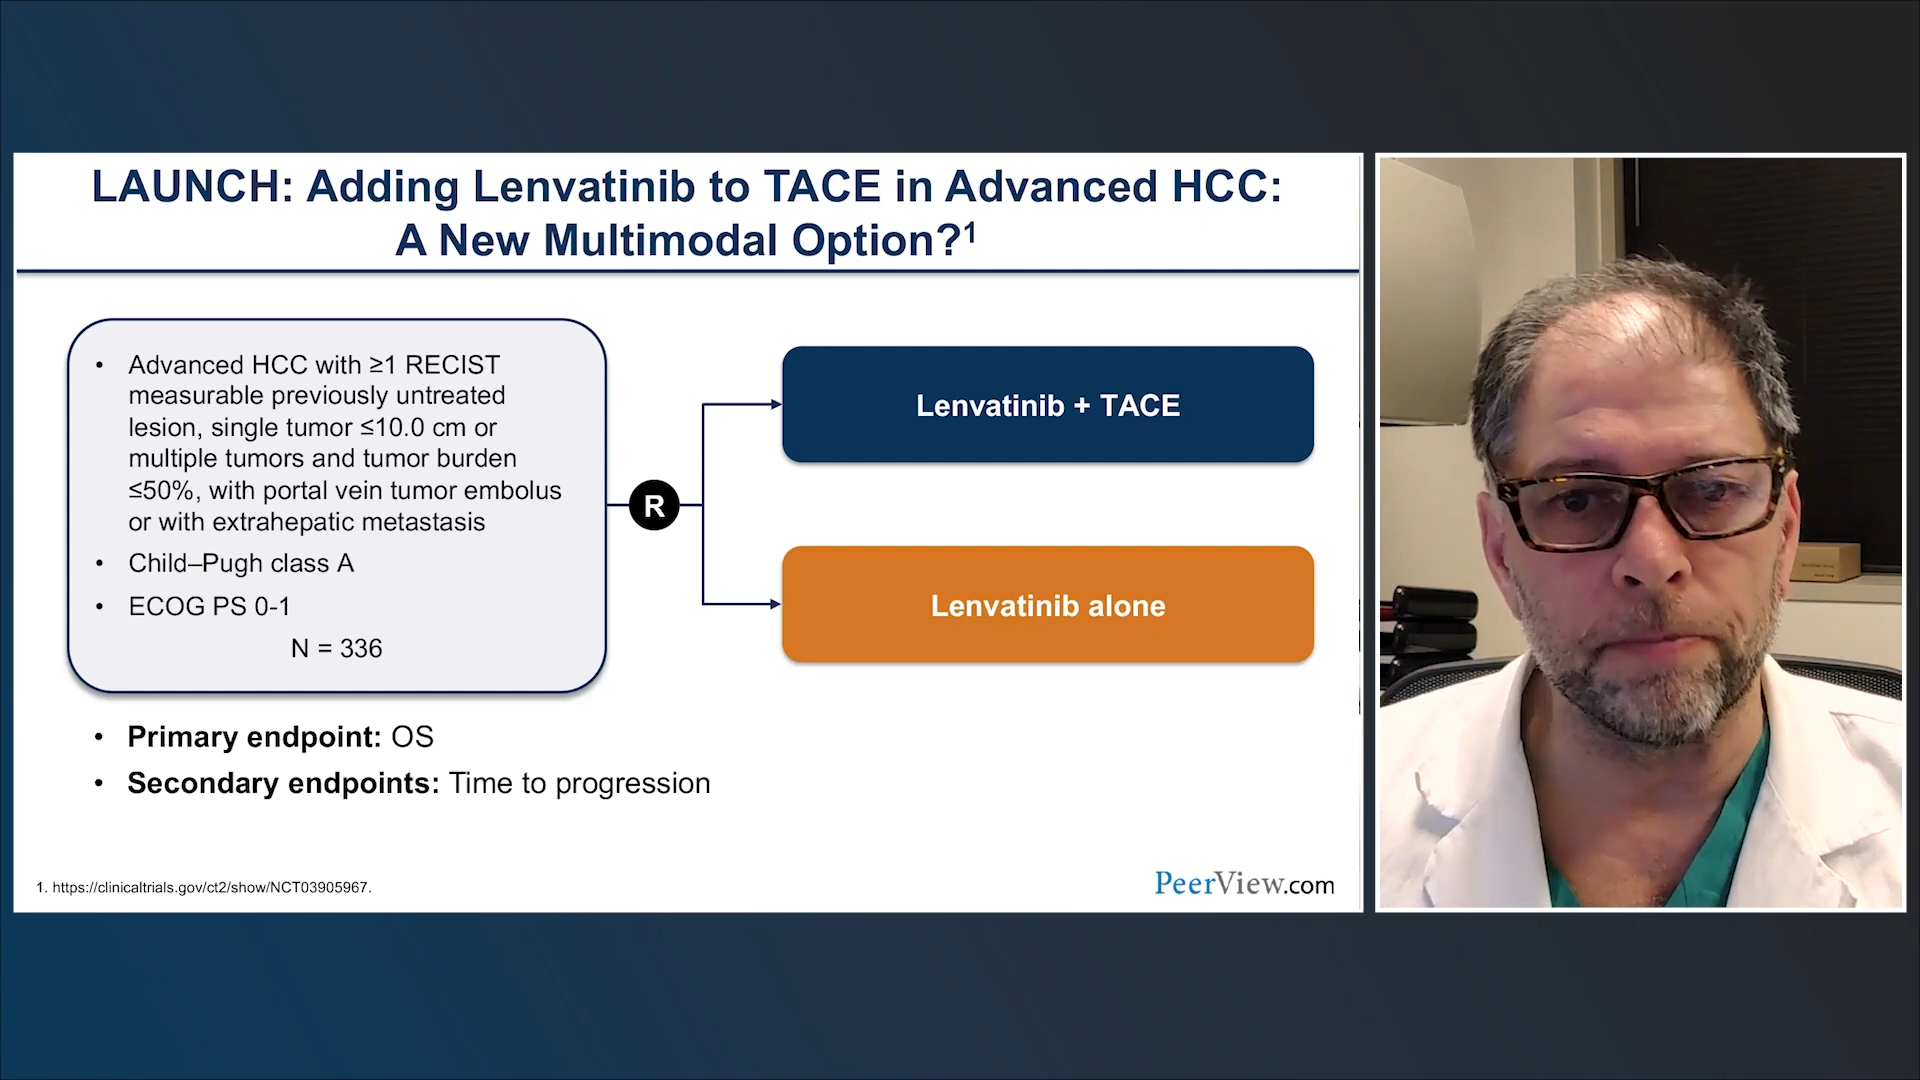 LAUNCH: Adding Lenvatinib to TACE in Advanced HCC:
A New Multimodal Option?¹
• Advanced HCC with ≥1 RECIST
measurable previously untreated
lesion, single tumor ≤10.0 cm or
multiple tumors and tumor burden
≤50%, with portal vein tumor embolus
or with extrahepatic metastasis
• Child–Pugh class A
• ECOG PS 0-1
N = 336
R
Lenvatinib + TACE
Lenvatinib alone
• Primary endpoint: OS
• Secondary endpoints: Time to progression
1. https://clinicaltrials.gov/ct2/show/NCT03905967.
PeerView.com